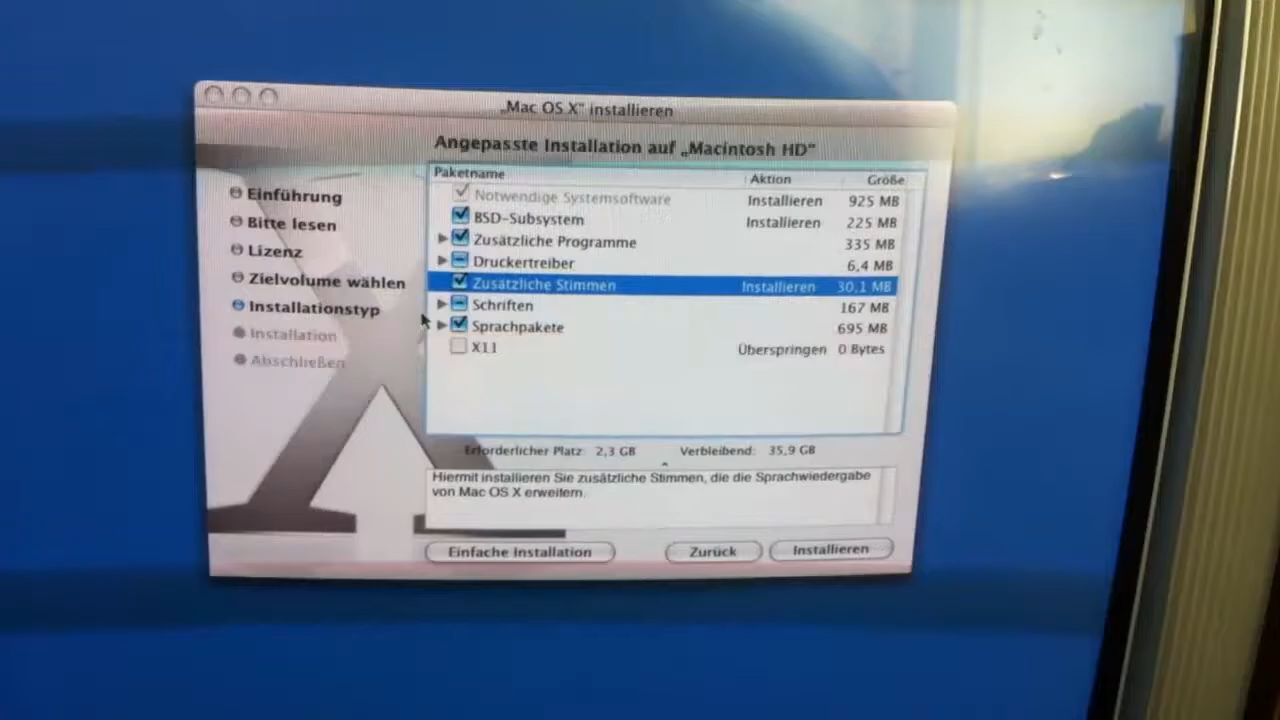 „Mac OS X" installieren
Angepasste Installation auf „Macintosh HD"
Einführung
Bitte lesen
Lizenz
Zielvolume wählen
Installationstyp
Installation
Abschließen
Paketname Aktion Größe
Notwendige Systemsoftware Installieren 925 MB
BSD-Subsystem Installieren 225 MB
Zusätzliche Programme 335 MB
Druckertreiber 6,4 MB
Zusätzliche Stimmen Installieren 30,1 MB
Schriften 167 MB
Sprachpakete 695 MB
X11 Überspringen 0 Bytes
Erforderlicher Platz: 2,3 GB Verbleibend: 35,9 GB
Hiermit installieren Sie zusätzliche Stimmen, die die Sprachwiedergabe
von Mac OS X erweitern.
Einfache Installation Zurück Installieren